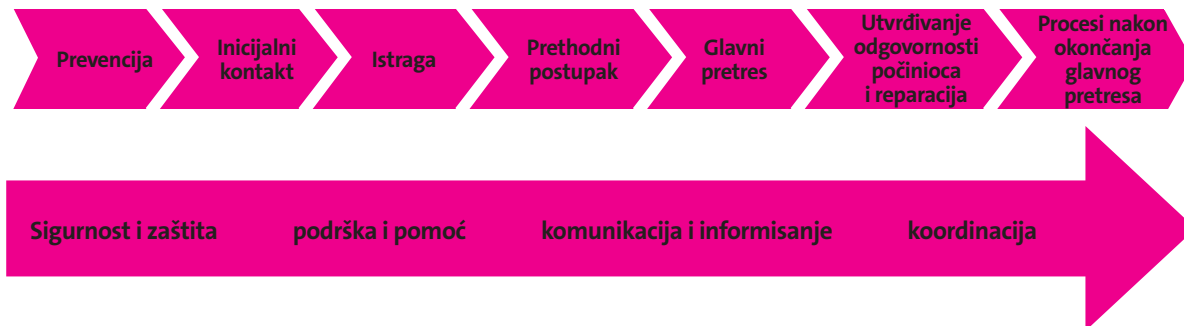 Prevencija
Inicijalni
kontakt
Istraga
Prethodni
postupak
Glavni
pretres
Utvrđivanje
odgovornosti
počinioca
i reparacija
Procesi nakon
okončanja
glavnog
pretresa
Sigurnost i zaštita podrška i pomoć komunikacija i informisanje koordinacija